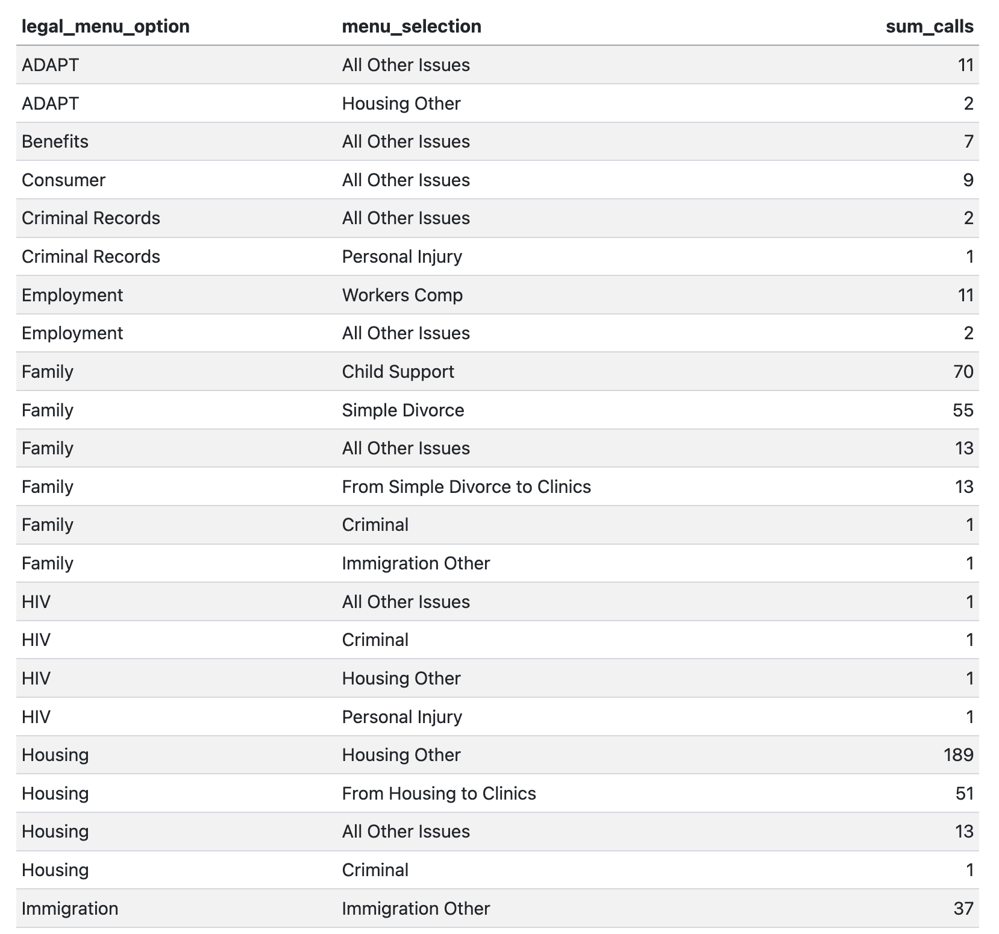 legal_menu_option menu_selection sum_calls
ADAPT All Other Issues 11
ADAPT Housing Other 2
Benefits All Other Issues 7
Consumer All Other Issues 9
Criminal Records All Other Issues 2
Criminal Records Personal Injury 1
Employment Workers Comp 11
Employment All Other Issues 2
Family Child Support 70
Family Simple Divorce 55
Family All Other Issues 13
Family From Simple Divorce to Clinics 13
Family Criminal 1
Family Immigration Other 1
HIV All Other Issues 1
HIV Criminal 1
HIV Housing Other 1
HIV Personal Injury 1
Housing Housing Other 189
Housing From Housing to Clinics 51
Housing All Other Issues 13
Housing Criminal 1
Immigration Immigration Other 37